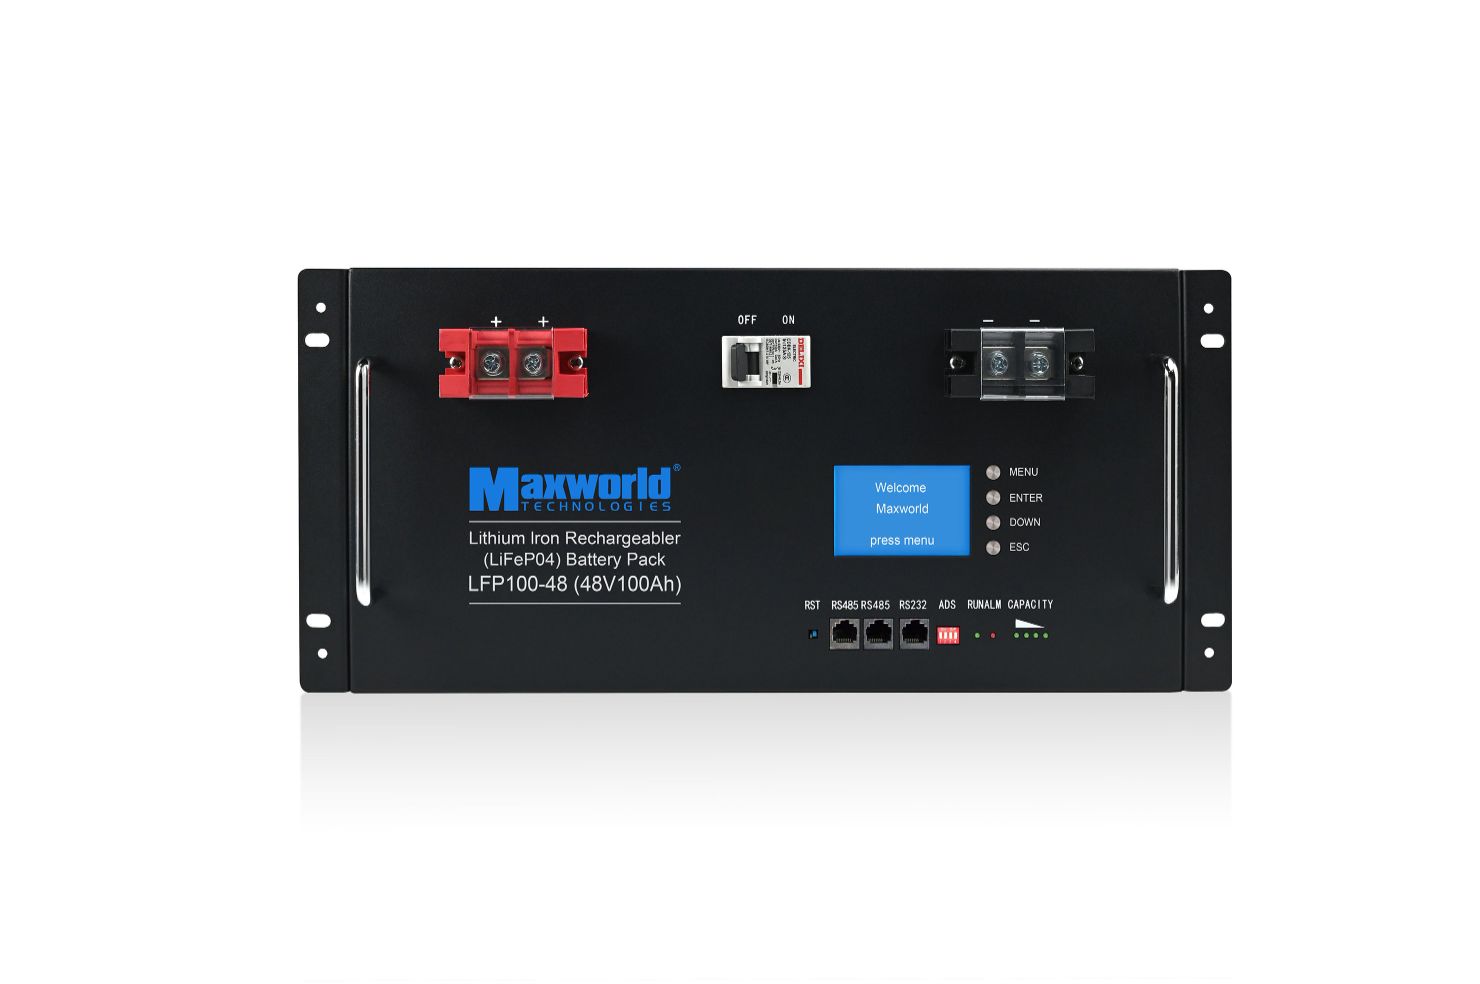 OFF ON
+ +
− −
DELIXI
Maxworld®
TECHNOLOGIES
Lithium Iron Rechargeabler
(LiFeP04) Battery Pack
LFP100-48 (48V100Ah)
Welcome
Maxworld
press menu
MENU
ENTER
DOWN
ESC
RST RS485 RS485 RS232 ADS RUNALM CAPACITY